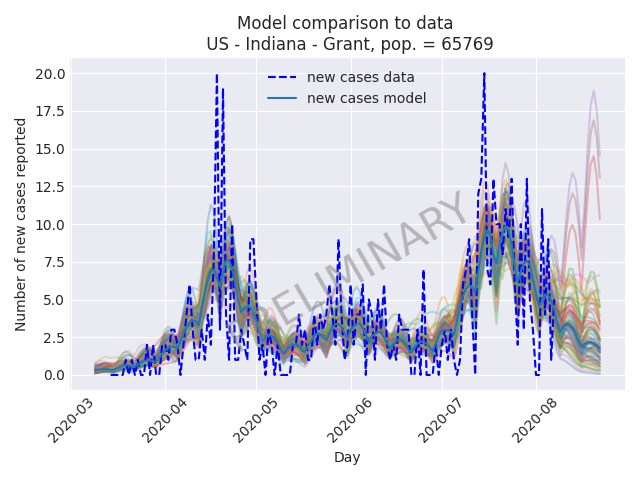 Model comparison to data
US - Indiana - Grant, pop. = 65769
new cases data
new cases model
PRELIMINARY
Number of new cases reported
20.0
17.5
15.0
12.5
10.0
7.5
5.0
2.5
0.0
2020-03
2020-04
2020-05
2020-06
2020-07
2020-08
Day